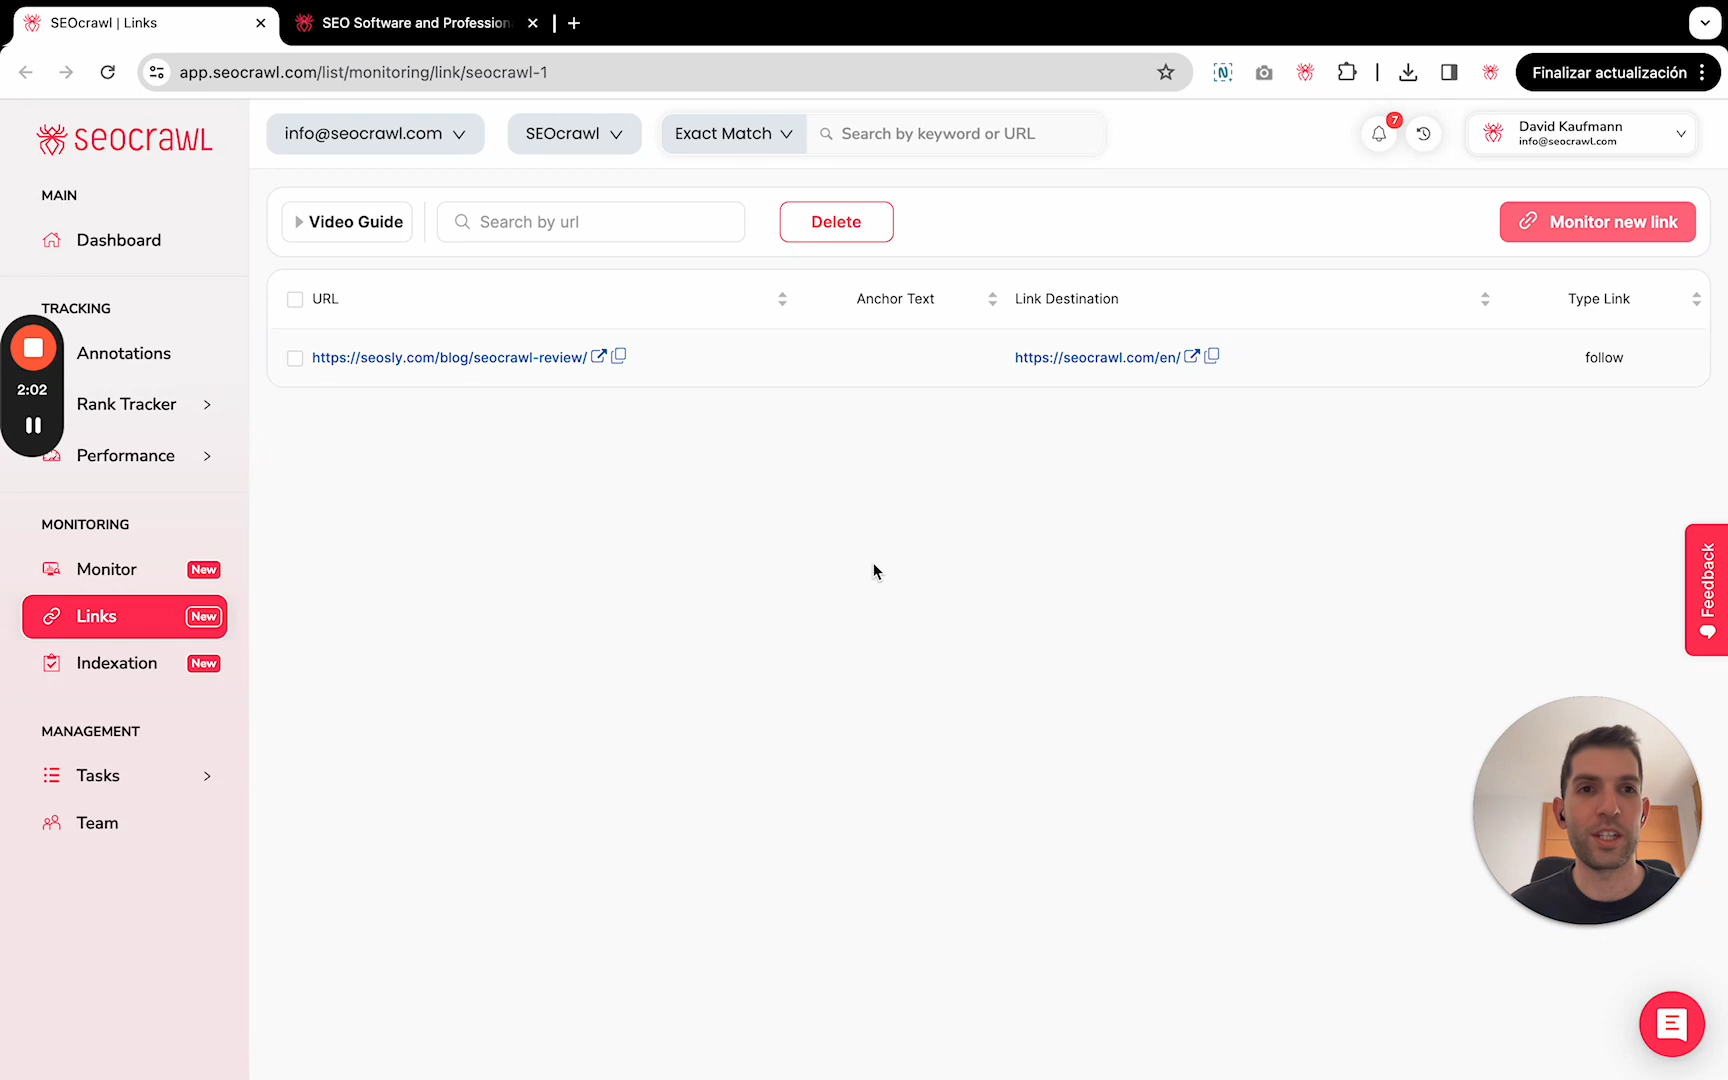 SEOcrawl | Links
SEO Software and Profession
app.seocrawl.com/list/monitoring/link/seocrawl-1
Finalizar actualización
seocrawl
info@seocrawl.com
SEOcrawl
Exact Match
Search by keyword or URL
7
David Kaufmann
info@seocrawl.com
MAIN
Dashboard
TRACKING
Annotations
Rank Tracker
Performance
2:02
MONITORING
Monitor New
Links New
Indexation New
MANAGEMENT
Tasks
Team
Video Guide
Search by url
Delete
Monitor new link
URL Anchor Text Link Destination Type Link
https://seosly.com/blog/seocrawl-review/ https://seocrawl.com/en/ follow
Feedback